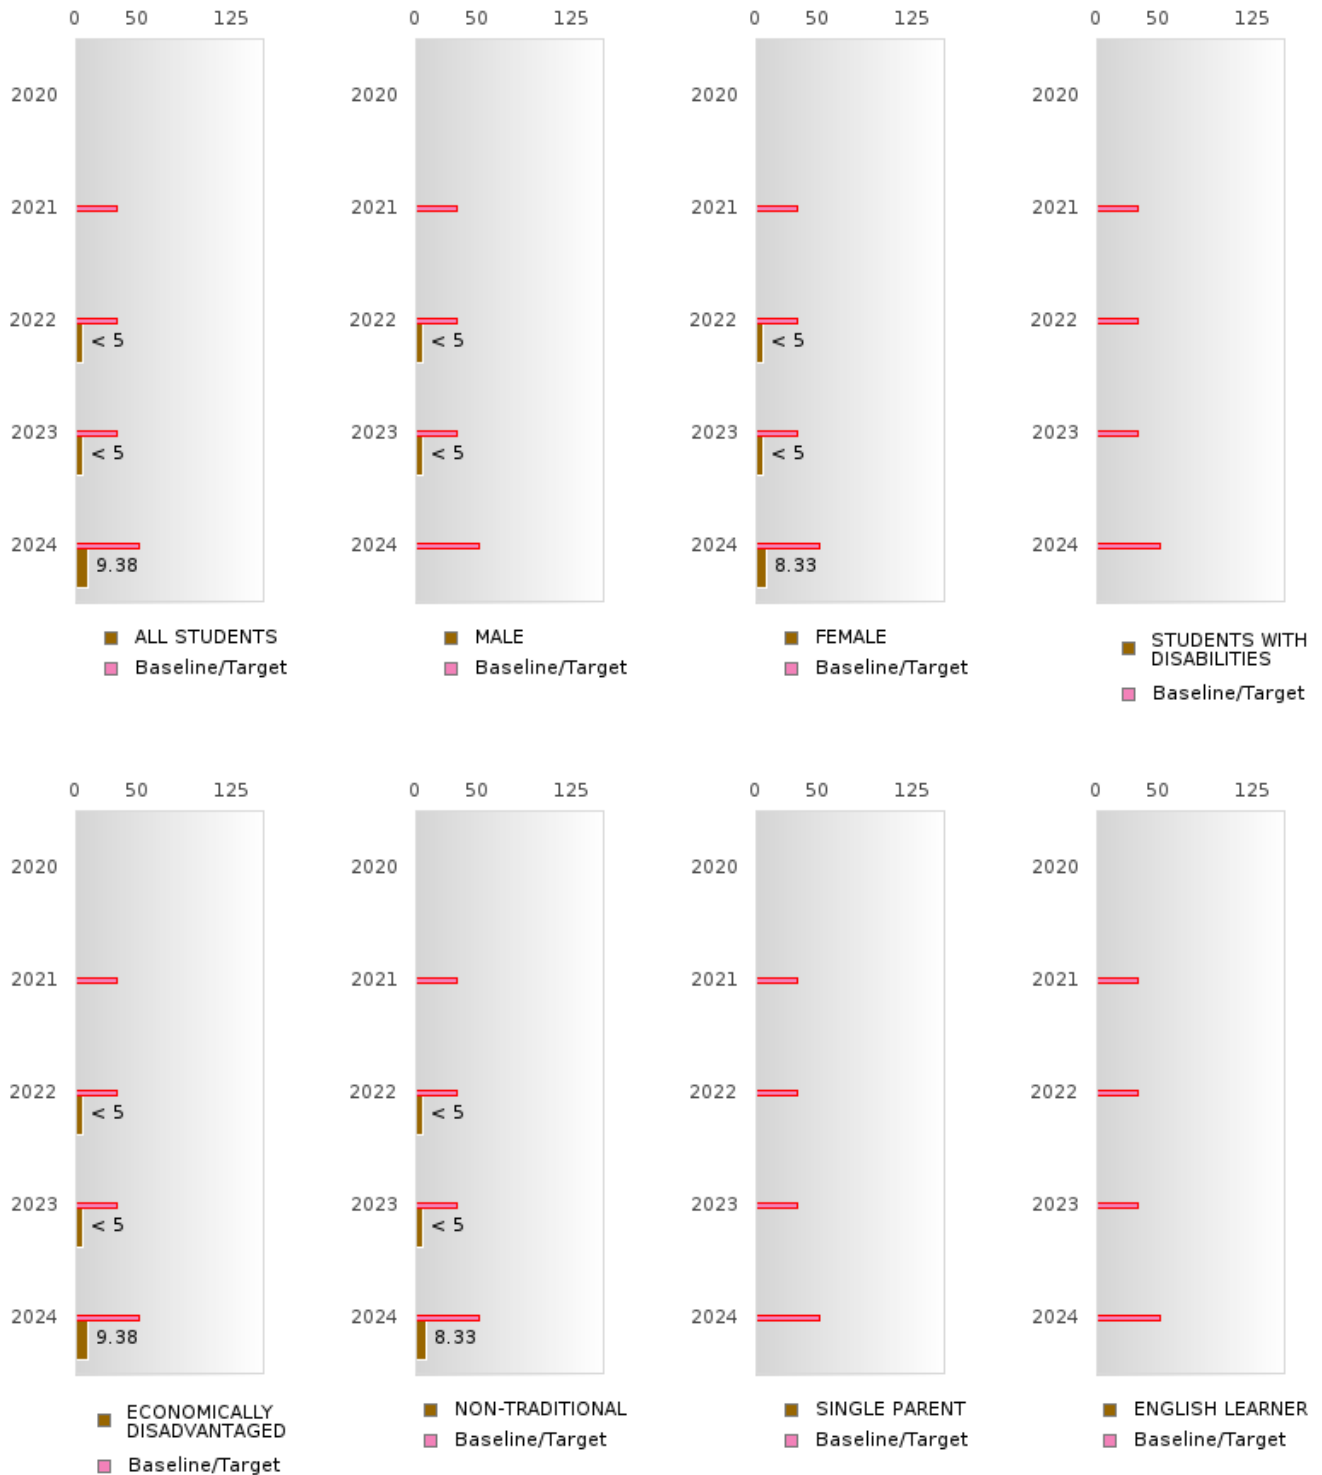 0 50 125
2020
2021
2022
< 5
2023
< 5
2024
9.38
ALL STUDENTS
Baseline/Target
0 50 125
2020
2021
2022
< 5
2023
< 5
2024
MALE
Baseline/Target
0 50 125
2020
2021
2022
< 5
2023
< 5
2024
8.33
FEMALE
Baseline/Target
0 50 125
2020
2021
2022
2023
2024
STUDENTS WITH
DISABILITIES
Baseline/Target
0 50 125
2020
2021
2022
< 5
2023
< 5
2024
9.38
ECONOMICALLY
DISADVANTAGED
Baseline/Target
0 50 125
2020
2021
2022
< 5
2023
< 5
2024
8.33
NON-TRADITIONAL
Baseline/Target
0 50 125
2020
2021
2022
2023
2024
SINGLE PARENT
Baseline/Target
0 50 125
2020
2021
2022
2023
2024
ENGLISH LEARNER
Baseline/Target